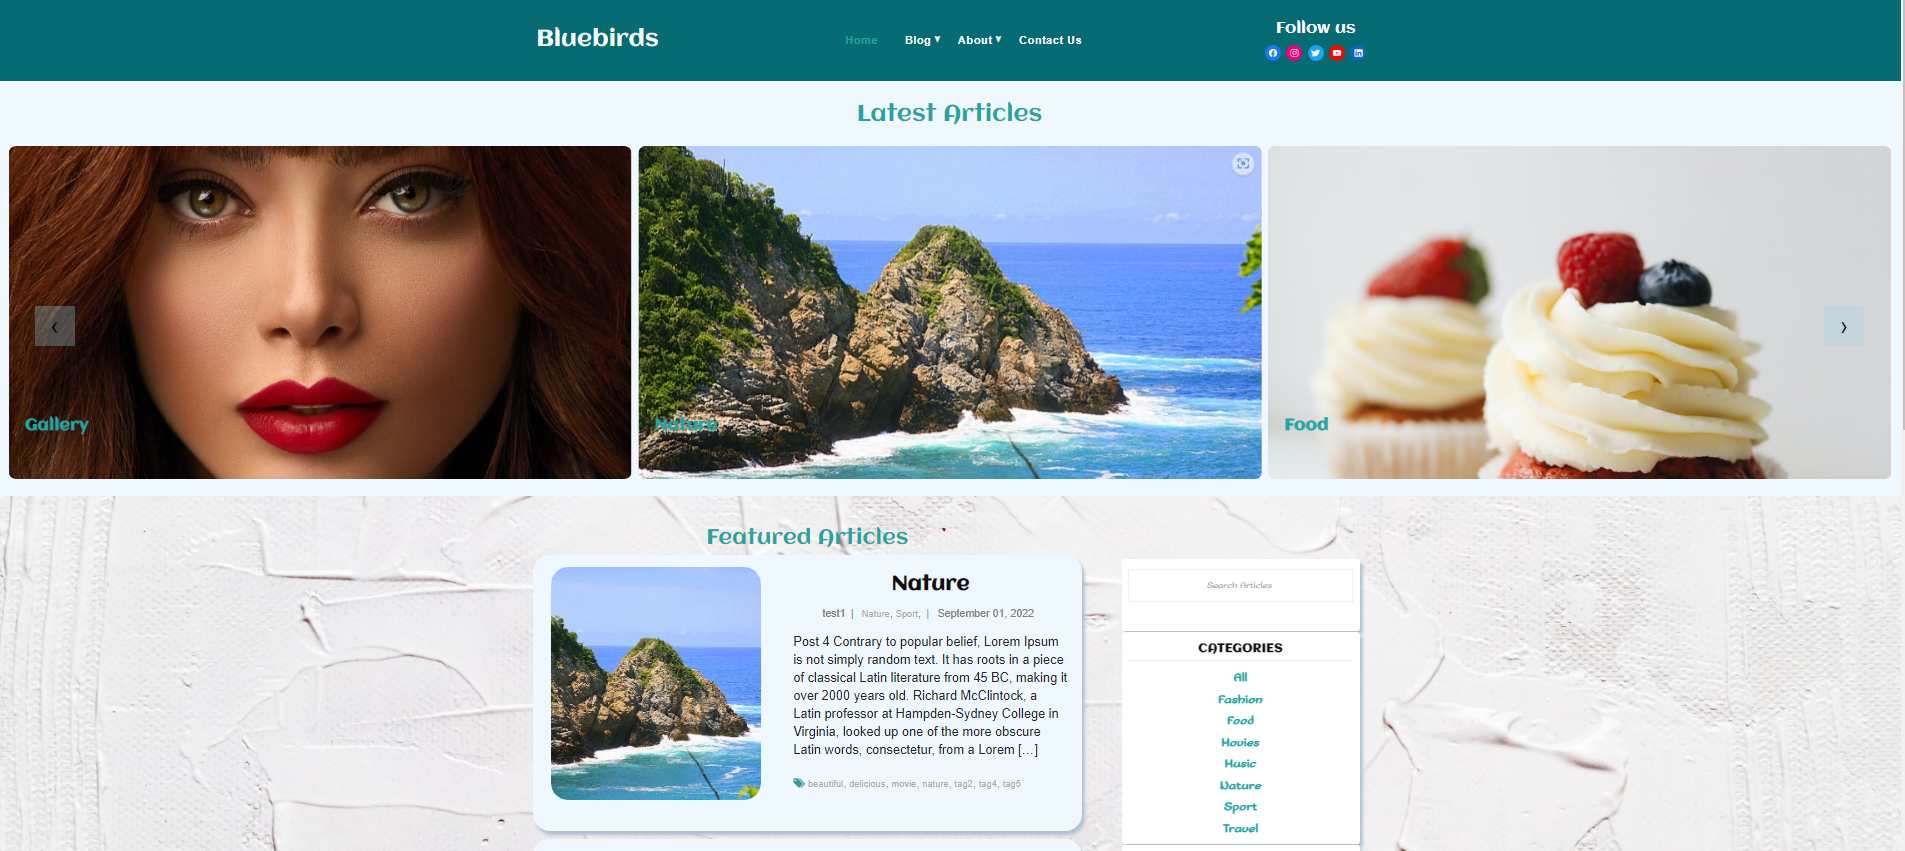 Bluebirds
Home Blog About Contact Us
Follow us
Latest Articles
Gallery
Nature
Food
Featured Articles
Nature
test1 | Nature, Sport, | September 01, 2022
Post 4 Contrary to popular belief, Lorem Ipsum
is not simply random text. It has roots in a piece
of classical Latin literature from 45 BC, making it
over 2000 years old. Richard McClintock, a
Latin professor at Hampden-Sydney College in
Virginia, looked up one of the more obscure
Latin words, consectetur, from a Lorem [...]
beautiful, delicious, movie, nature, tag2, tag4, tag5
Search Articles
CATEGORIES
All
Fashion
Food
Movies
Music
Nature
Sport
Travel